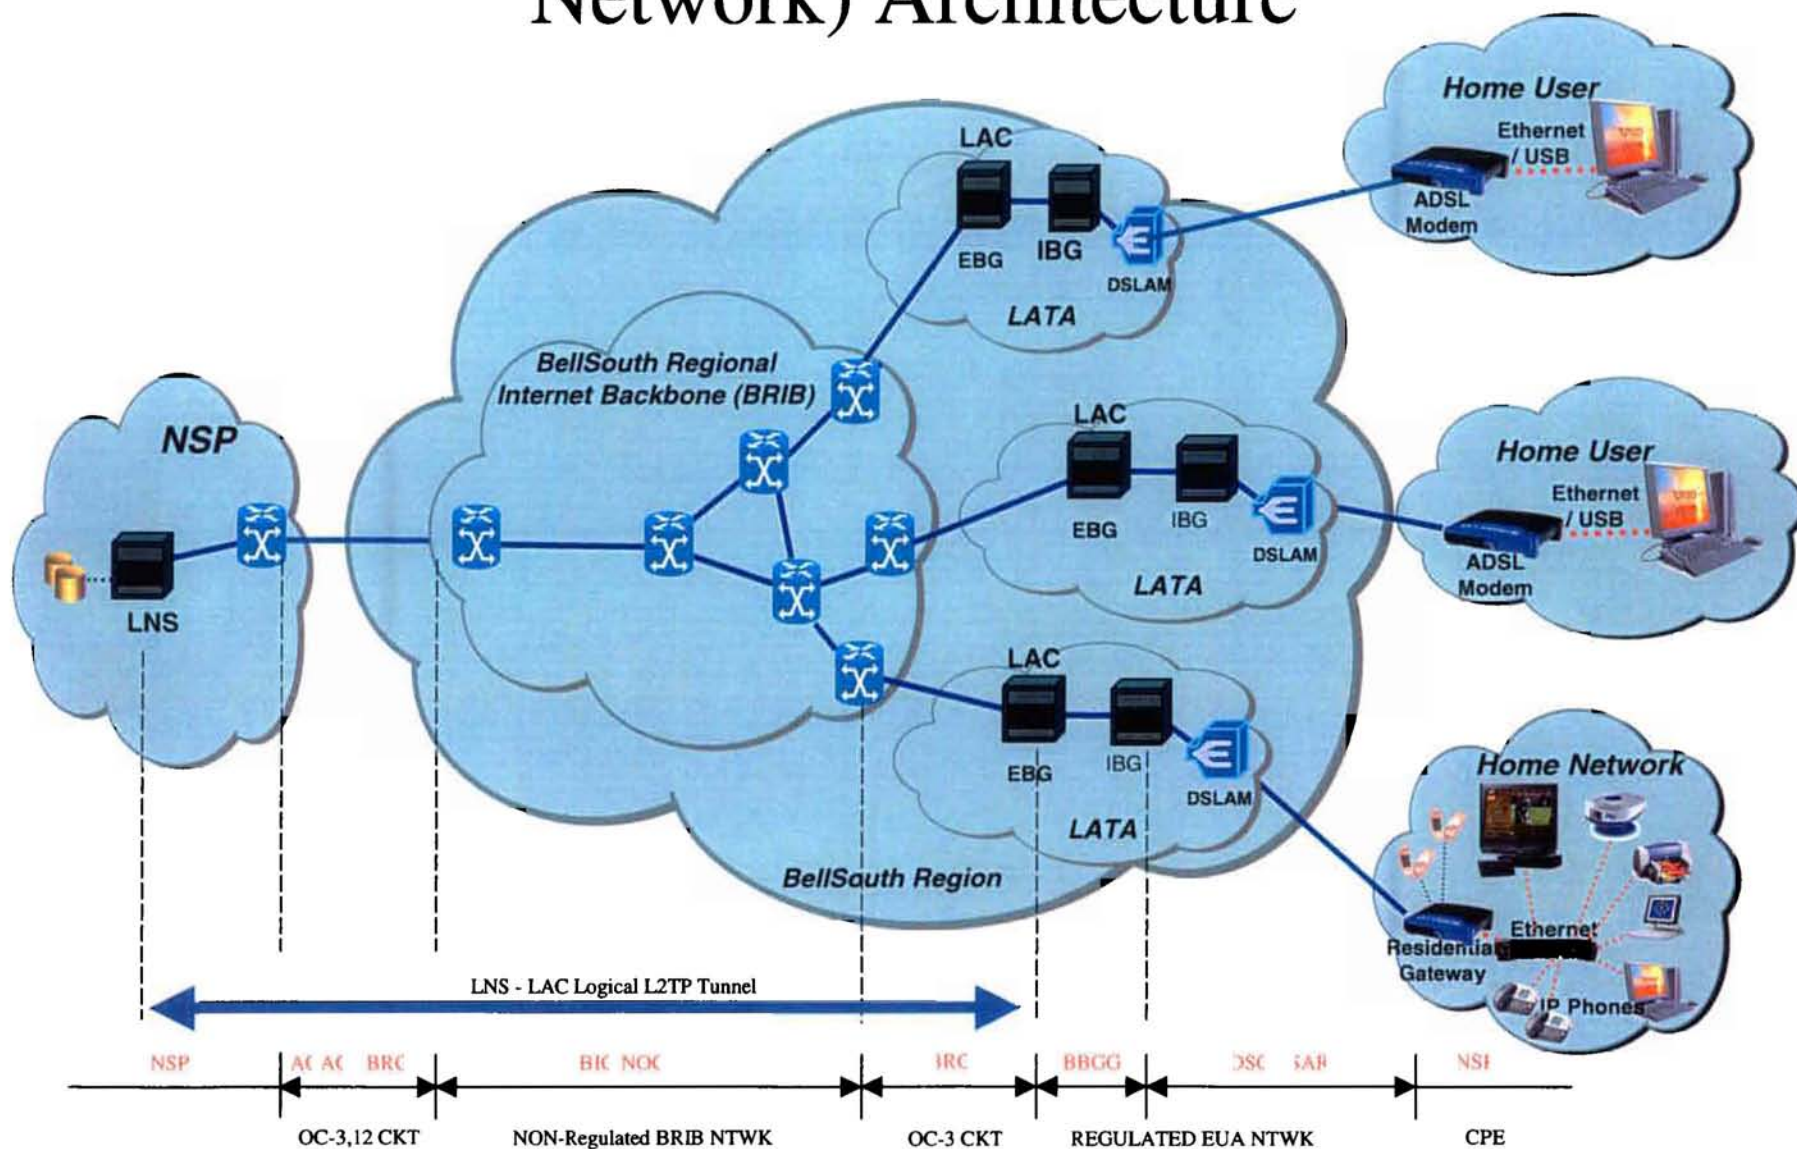 Network) Architecture
Home User
Ethernet
/ USB
ADSL
Modem
LAC
EBG
IBG
DSLAM
LATA
BellSouth Regional
Internet Backbone (BRIB)
NSP
LNS
LAC
EBG
IBG
DSLAM
LATA
Home User
Ethernet
/ USB
ADSL
Modem
LAC
EBG
IBG
DSLAM
LATA
BellSouth Region
Home Network
Ethernet
Residential
Gateway
IP Phones
LNS - LAC Logical L2TP Tunnel
NSP
BBGG
OC-3,12 CKT
NON-Regulated BRIB NTWK
OC-3 CKT
REGULATED EUA NTWK
CPE